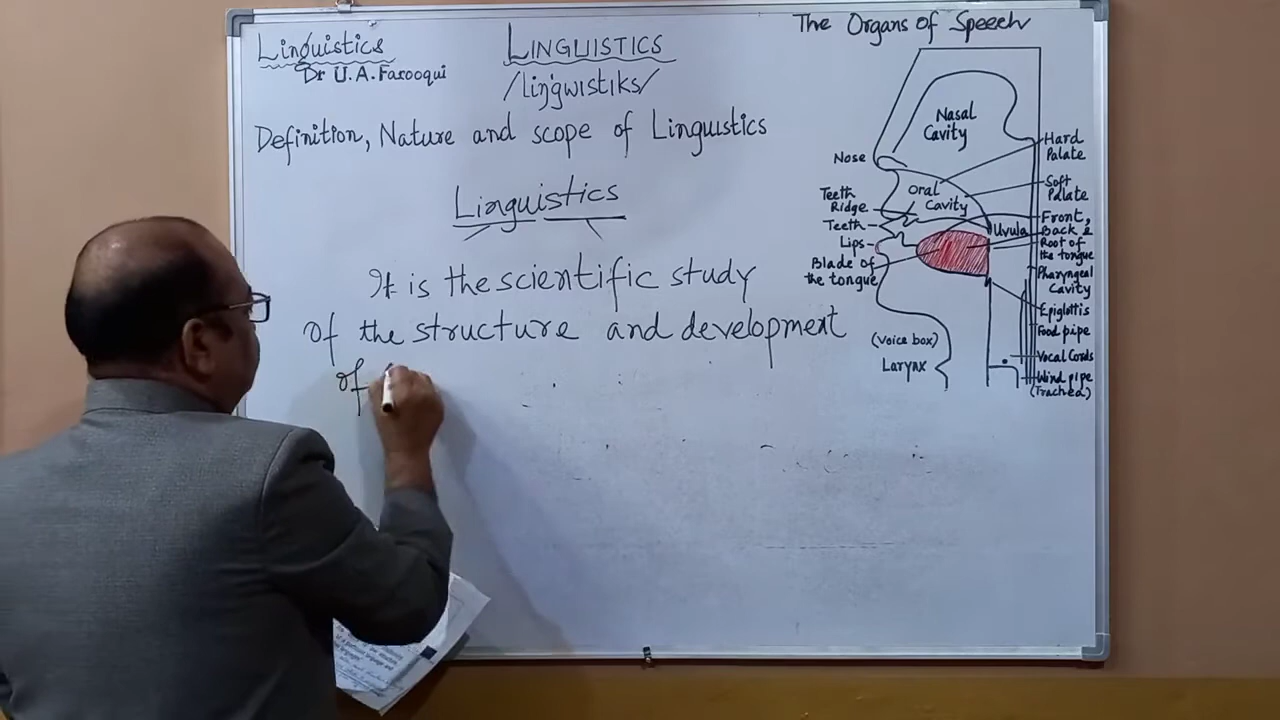 Linguistics
Dr U.A.Farooqui
LINGUISTICS
/liŋgwistiks/
Definition, Nature and scope of Linguistics
Linguistics
It is the scientific study
of the structure and development
of
The Organs of Speech
Nasal
Cavity
Nose
Hard
Palate
Oral
Cavity
Soft
Palate
Teeth
Ridge
Teeth
Lips
Blade of
the tongue
Uvula
Front,
Back &
Root of
the tongue
Pharyngeal
Cavity
Epiglottis
Food pipe
(Voice box)
Larynx
Vocal Cords
Wind pipe
(Trachea)